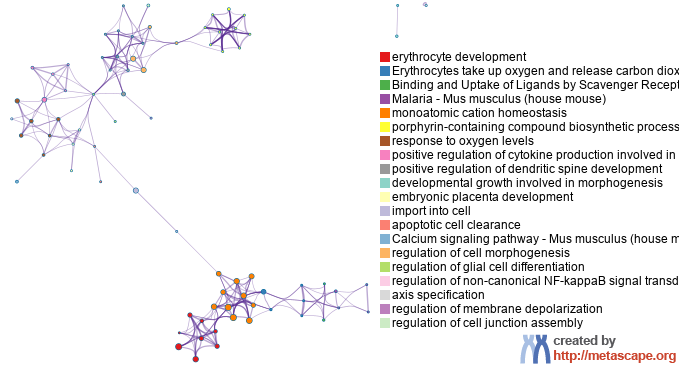 erythrocyte development
Erythrocytes take up oxygen and release carbon diox
Binding and Uptake of Ligands by Scavenger Recept
Malaria - Mus musculus (house mouse)
monoatomic cation homeostasis
porphyrin-containing compound biosynthetic process
response to oxygen levels
positive regulation of cytokine production involved in
positive regulation of dendritic spine development
developmental growth involved in morphogenesis
embryonic placenta development
import into cell
apoptotic cell clearance
Calcium signaling pathway - Mus musculus (house m
regulation of cell morphogenesis
regulation of glial cell differentiation
regulation of non-canonical NF-kappaB signal transd
axis specification
regulation of membrane depolarization
regulation of cell junction assembly
created by
http://metascape.org